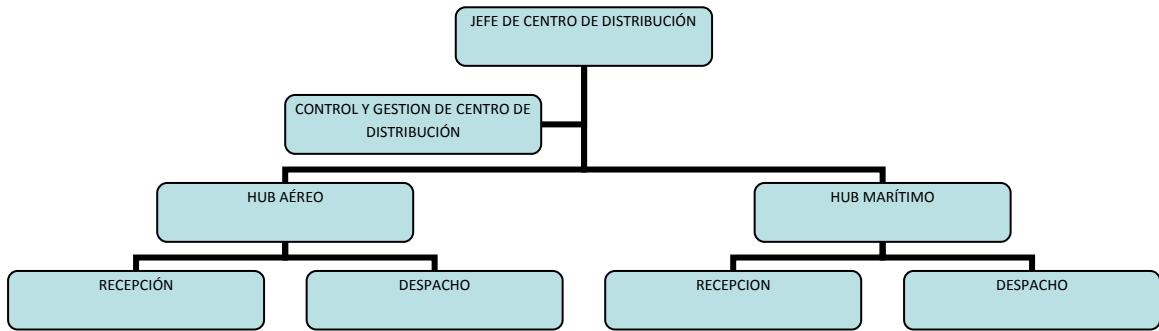 JEFE DE CENTRO DE DISTRIBUCIÓN
CONTROL Y GESTION DE CENTRO DE
DISTRIBUCIÓN
HUB AÉREO
HUB MARÍTIMO
RECEPCIÓN
DESPACHO
RECEPCION
DESPACHO